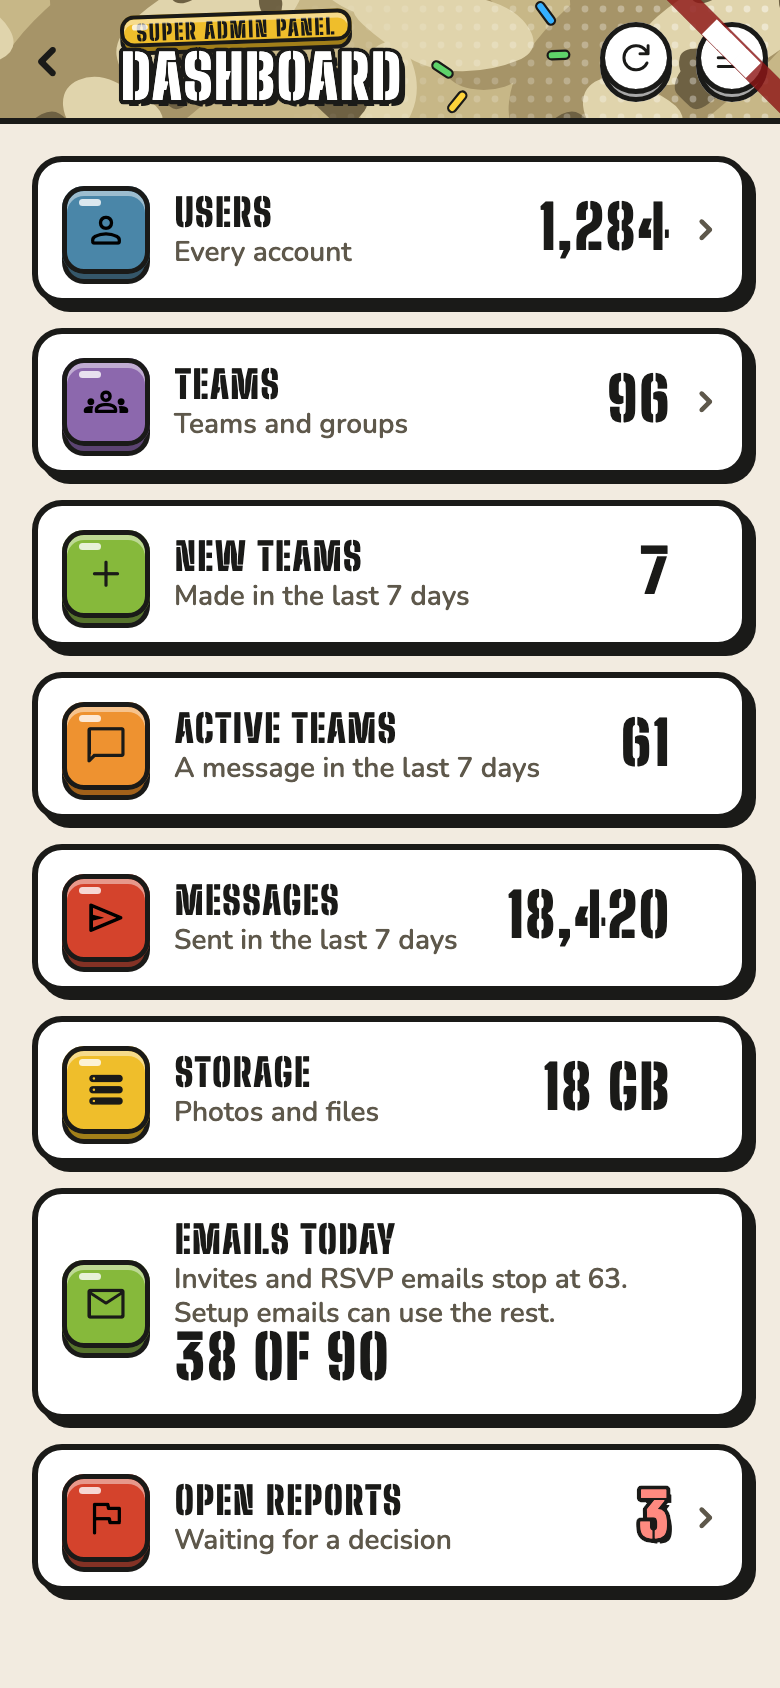 SUPER ADMIN PANEL
DASHBOARD
USERS
Every account
1,284
TEAMS
Teams and groups
96
NEW TEAMS
Made in the last 7 days
7
ACTIVE TEAMS
A message in the last 7 days
61
MESSAGES
Sent in the last 7 days
18,420
STORAGE
Photos and files
18 GB
EMAILS TODAY
Invites and RSVP emails stop at 63.
Setup emails can use the rest.
38 OF 90
OPEN REPORTS
Waiting for a decision
3